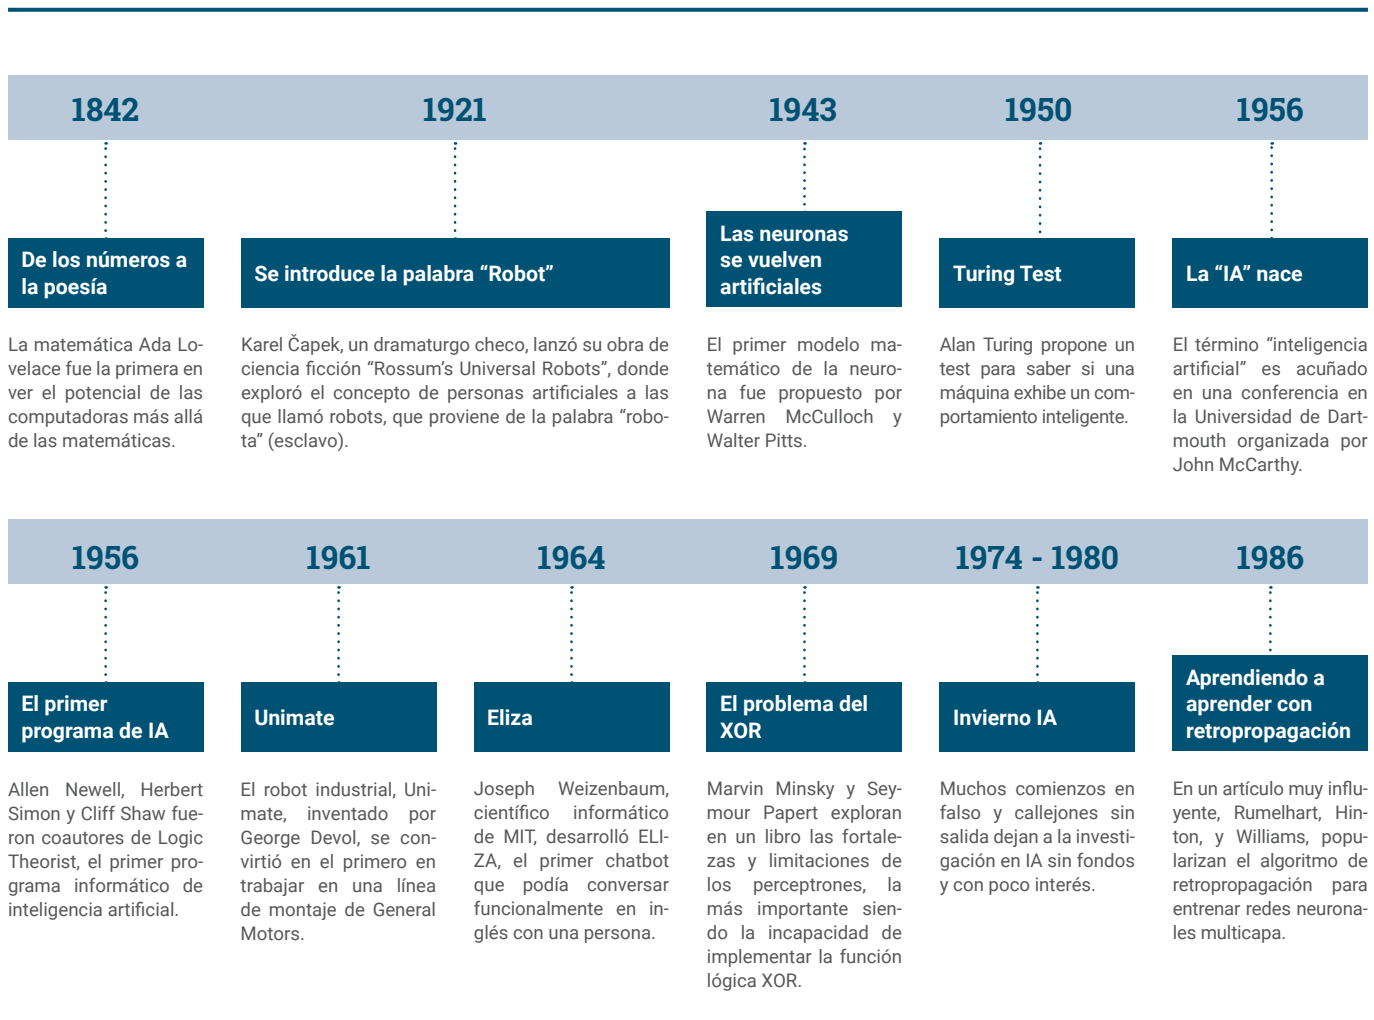 1842
1921
1943
1950
1956
De los números a
la poesía
Se introduce la palabra “Robot”
Las neuronas
se vuelven
artificiales
Turing Test
La “IA” nace
La matemática Ada Lo-
velace fue la primera en
ver el potencial de las
computadoras más allá
de las matemáticas.
Karel Čapek, un dramaturgo checo, lanzó su obra de
ciencia ficción “Rossum’s Universal Robots”, donde
exploró el concepto de personas artificiales a las
que llamó robots, que proviene de la palabra “robo-
ta” (esclavo).
El primer modelo ma-
temático de la neuro-
na fue propuesto por
Warren McCulloch y
Walter Pitts.
Alan Turing propone un
test para saber si una
máquina exhibe un com-
portamiento inteligente.
El término “inteligencia
artificial” es acuñado
en una conferencia en
la Universidad de Dart-
mouth organizada por
John McCarthy.
1956
1961
1964
1969
1974 - 1980
1986
El primer
programa de IA
Unimate
Eliza
El problema del
XOR
Invierno IA
Aprendiendo a
aprender con
retropropagación
Allen Newell, Herbert
Simon y Cliff Shaw fue-
ron coautores de Logic
Theorist, el primer pro-
grama informático de
inteligencia artificial.
El robot industrial, Uni-
mate, inventado por
George Devol, se con-
virtió en el primero en
trabajar en una línea
de montaje de General
Motors.
Joseph Weizenbaum,
científico informático
de MIT, desarrolló ELI-
ZA, el primer chatbot
que podía conversar
funcionalmente en in-
glés con una persona.
Marvin Minsky y Sey-
mour Papert exploran
en un libro las fortale-
zas y limitaciones de
los perceptrones, la
más importante sien-
do la incapacidad de
implementar la función
lógica XOR.
Muchos comienzos en
falso y callejones sin
salida dejan a la investi-
gación en IA sin fondos
y con poco interés.
En un artículo muy influ-
yente, Rumelhart, Hin-
ton, y Williams, popu-
larizan el algoritmo de
retropropagación para
entrenar redes neurona-
les multicapa.